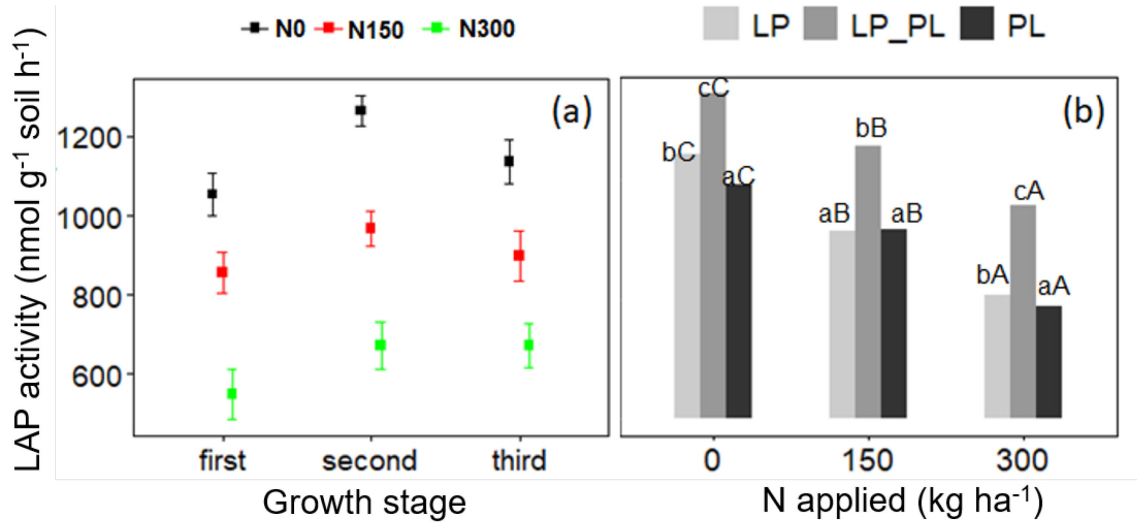 N0 N150 N300
LP LP_PL PL
LAP activity (nmol g⁻¹ soil h⁻¹)
1200
1000
800
600
(a)
first second third
Growth stage
(b)
bC cC aC
aB bB aB
bA cA aA
0 150 300
N applied (kg ha⁻¹)